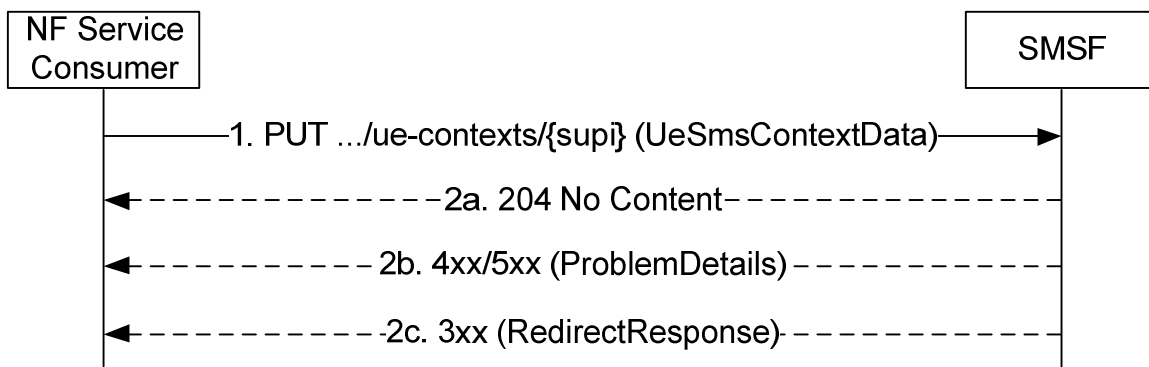 NF Service
Consumer
SMSF
1. PUT .../ue-contexts/{supi} (UeSmsContextData)
2a. 204 No Content
2b. 4xx/5xx (ProblemDetails)
2c. 3xx (RedirectResponse)